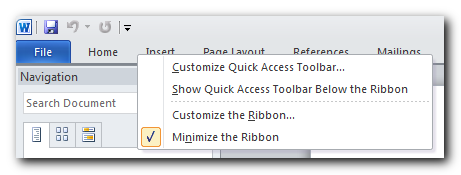 W
File Home Insert Page Layout References Mailings
Navigation
Search Document
Customize Quick Access Toolbar...
Show Quick Access Toolbar Below the Ribbon
Customize the Ribbon...
Minimize the Ribbon